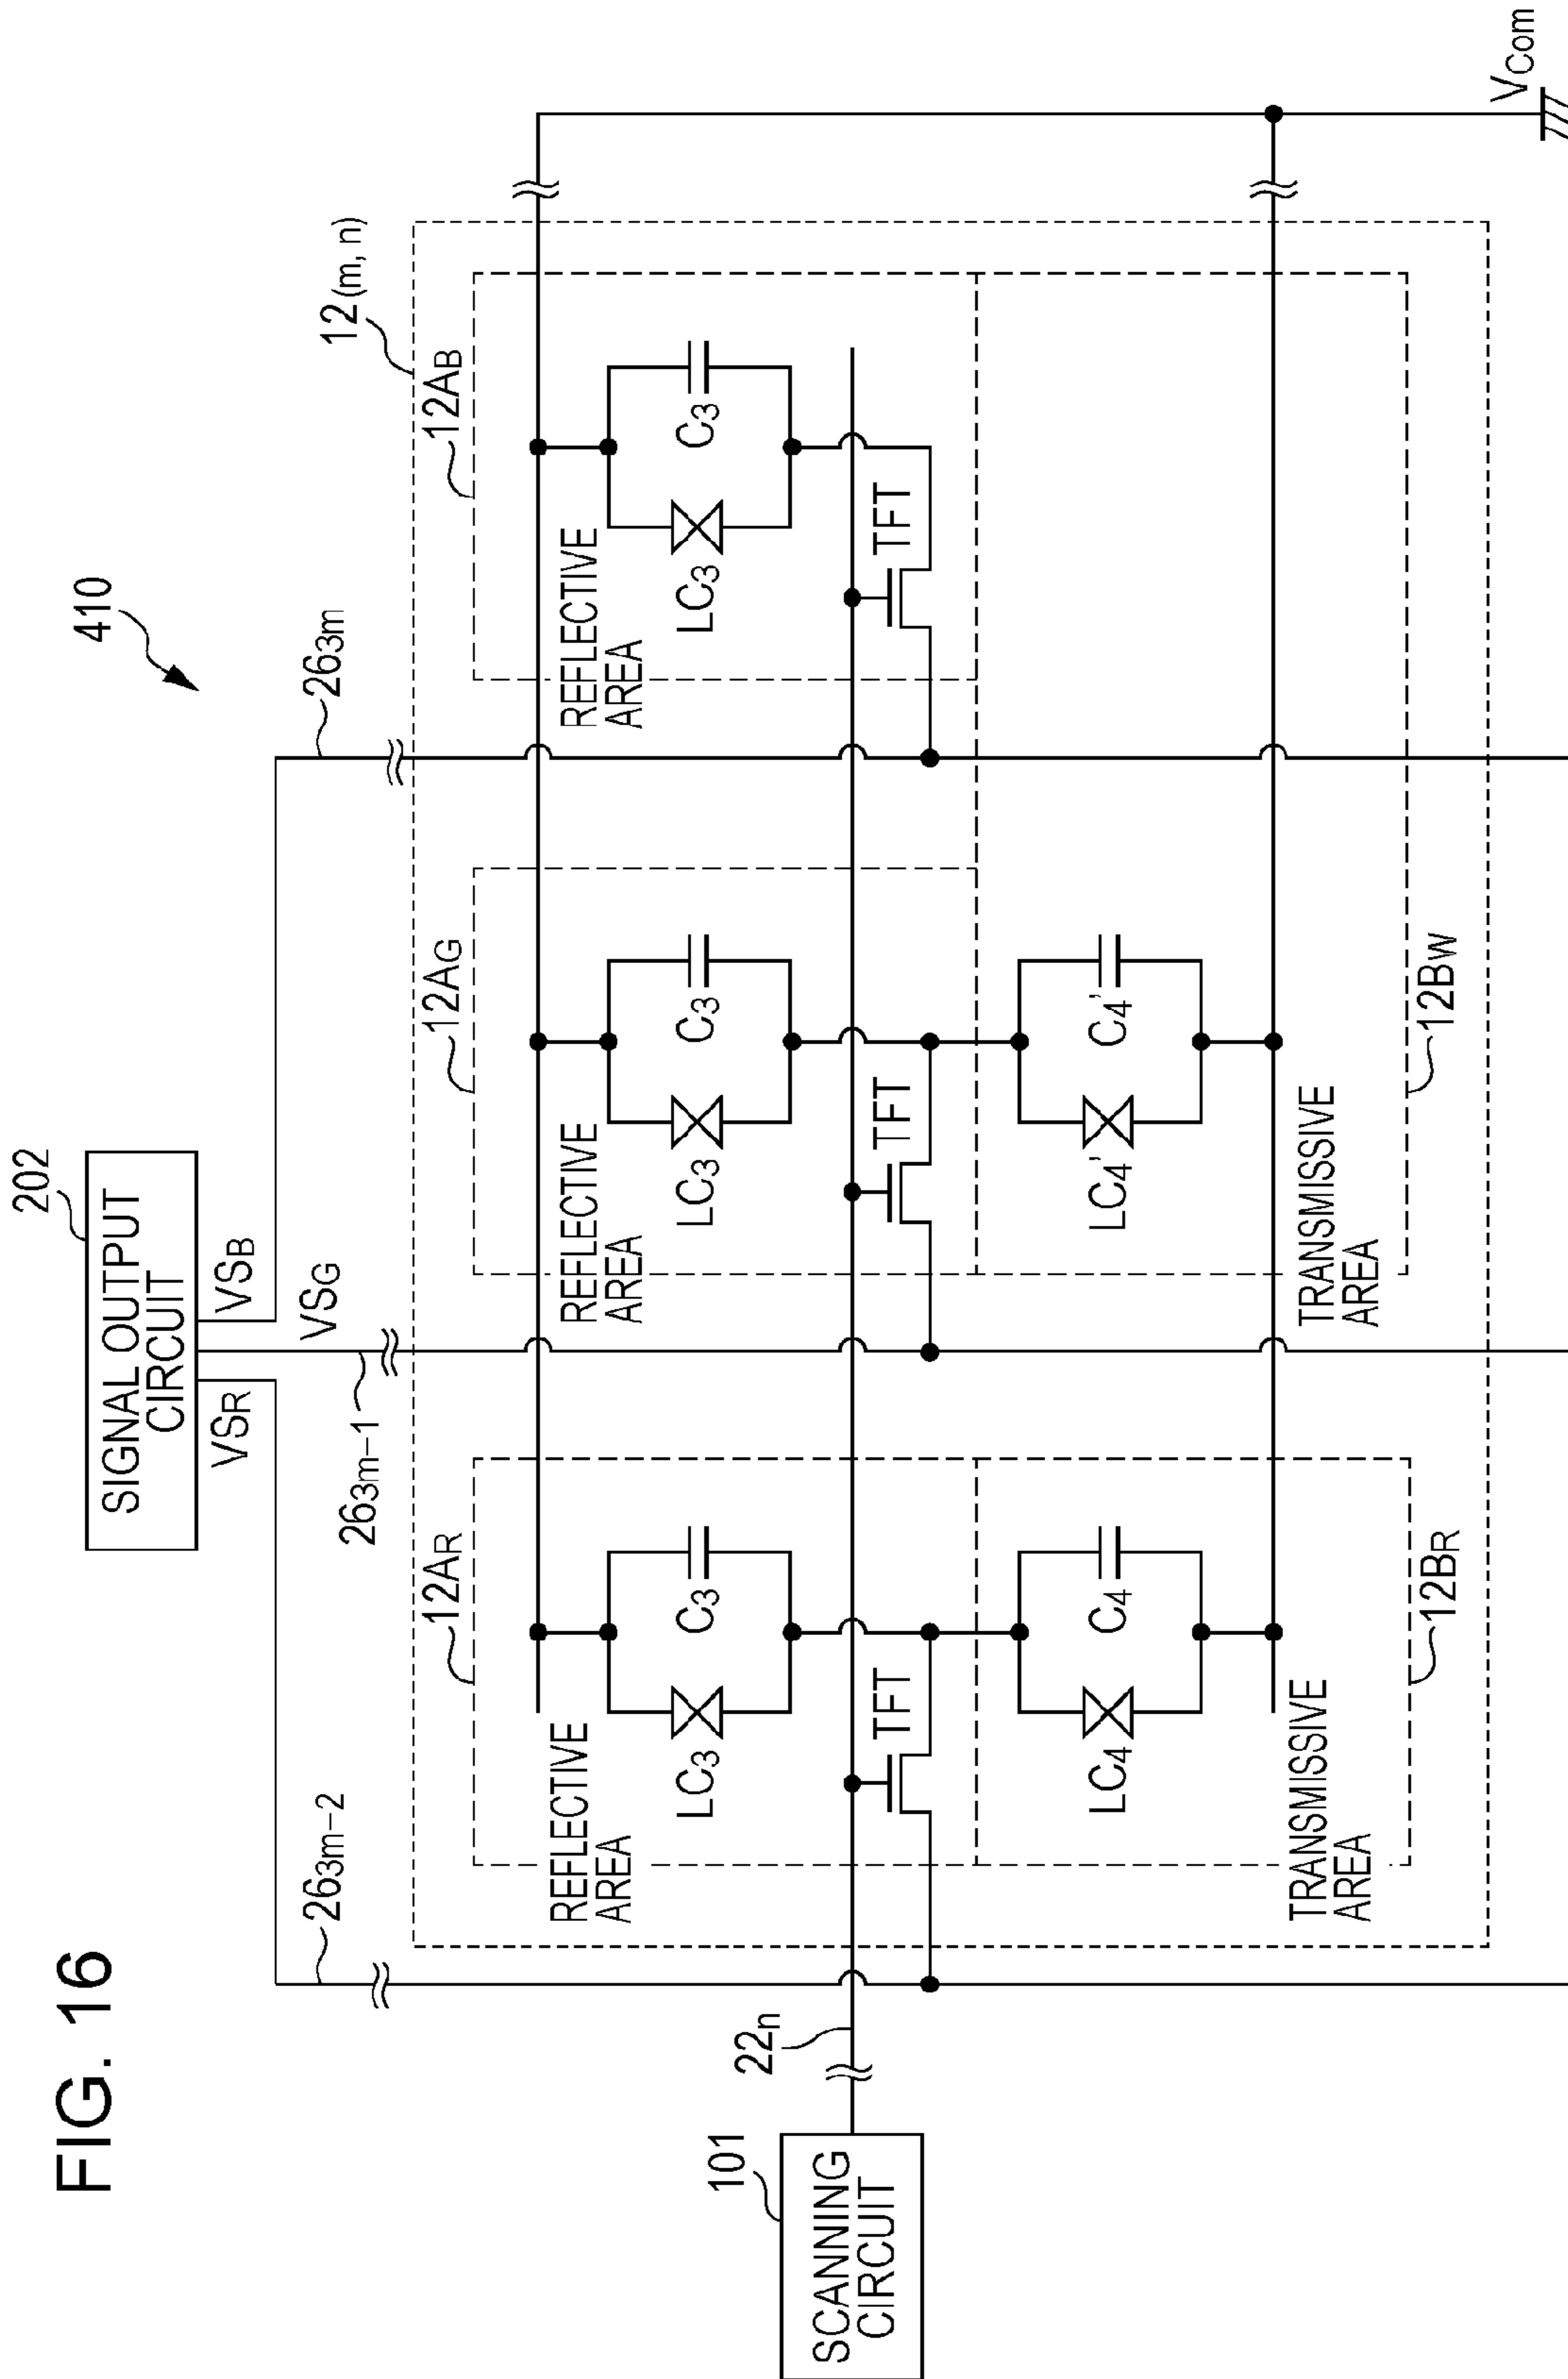 FIG. 16
410
202
SIGNAL OUTPUT
CIRCUIT
VSR
VSG
VSB
263m-2
263m-1
263m
12(m, n)
12AR
12AG
12AB
REFLECTIVE
AREA
LC3
C3
REFLECTIVE
AREA
LC3
C3
REFLECTIVE
AREA
LC3
C3
101
SCANNING
CIRCUIT
22n
TFT
TFT
TFT
LC4
C4
LC4'
C4'
TRANSMISSIVE
AREA
TRANSMISSIVE
AREA
12BR
12BW
VCom